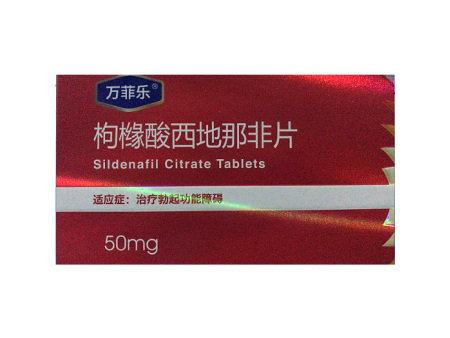 万菲乐®
枸橼酸西地那非片
Sildenafil Citrate Tablets
适应症：治疗勃起功能障碍
50mg